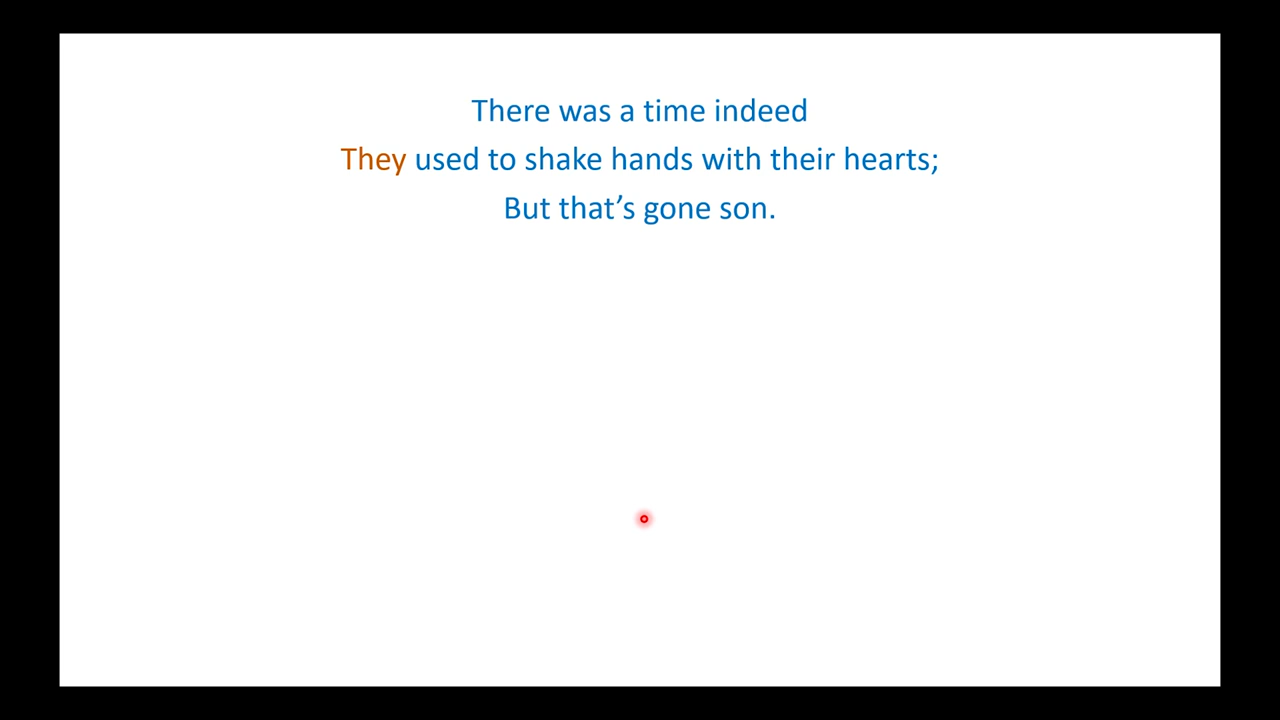 There was a time indeed
They used to shake hands with their hearts;
But that’s gone son.